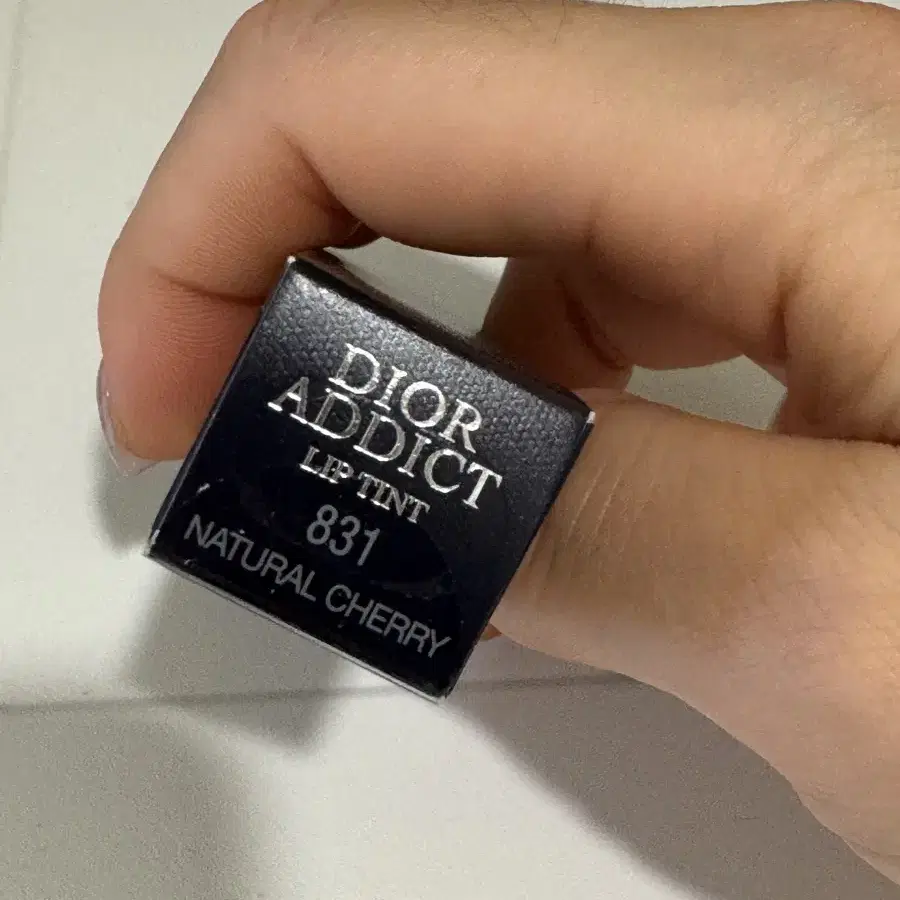 DIOR
ADDICT
LIP TINT
831
NATURAL CHERRY